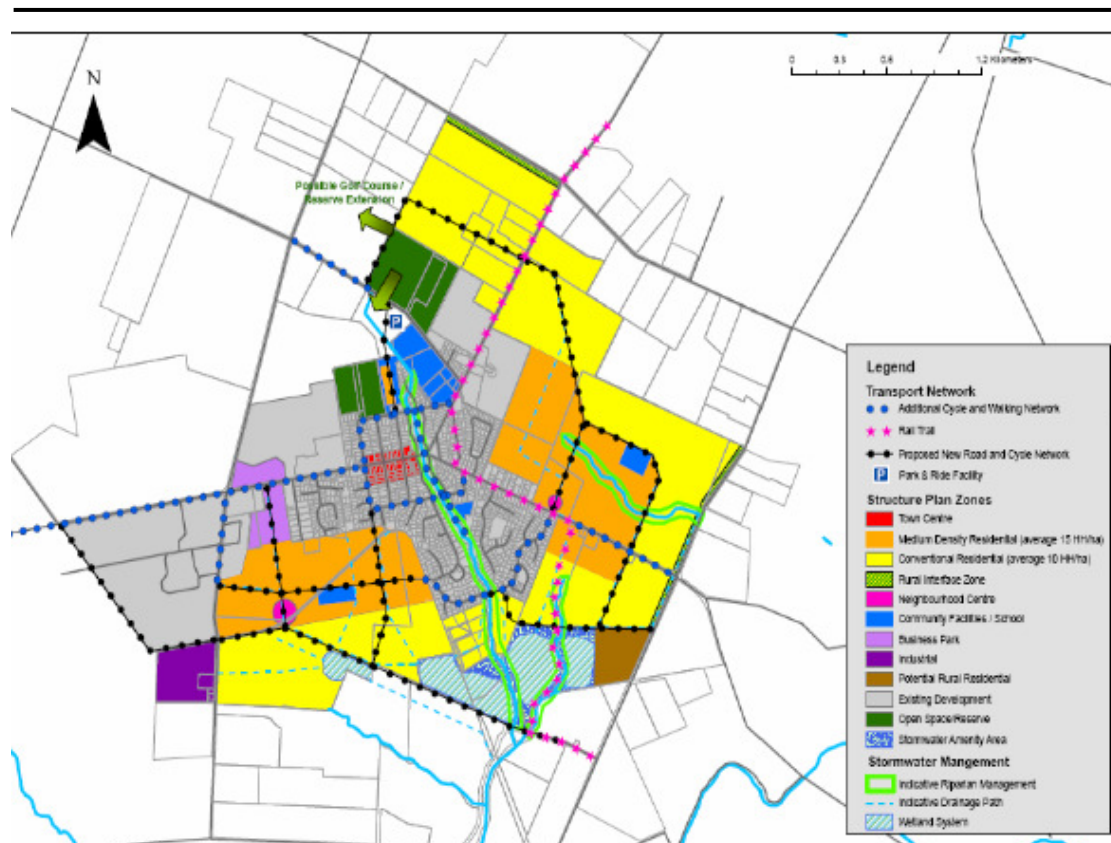 N
0 0.3 0.6 1.2 Kilometers
Possible Golf Course /
Reserve Extension
P
Legend
Transport Network
Additional Cycle and Walking Network
Rail Trail
Proposed New Road and Cycle Network
P Park & Ride Facility
Structure Plan Zones
Town Centre
Medium Density Residential (average 15 HH/ha)
Conventional Residential (average 10 HH/ha)
Rural Interface Zone
Neighbourhood Centre
Community Facilities / School
Business Park
Industrial
Potential Rural Residential
Existing Development
Open Space/Reserve
Stormwater Amenity Area
Stormwater Mangement
Indicative Riparian Management
Indicative Drainage Path
Wetland System